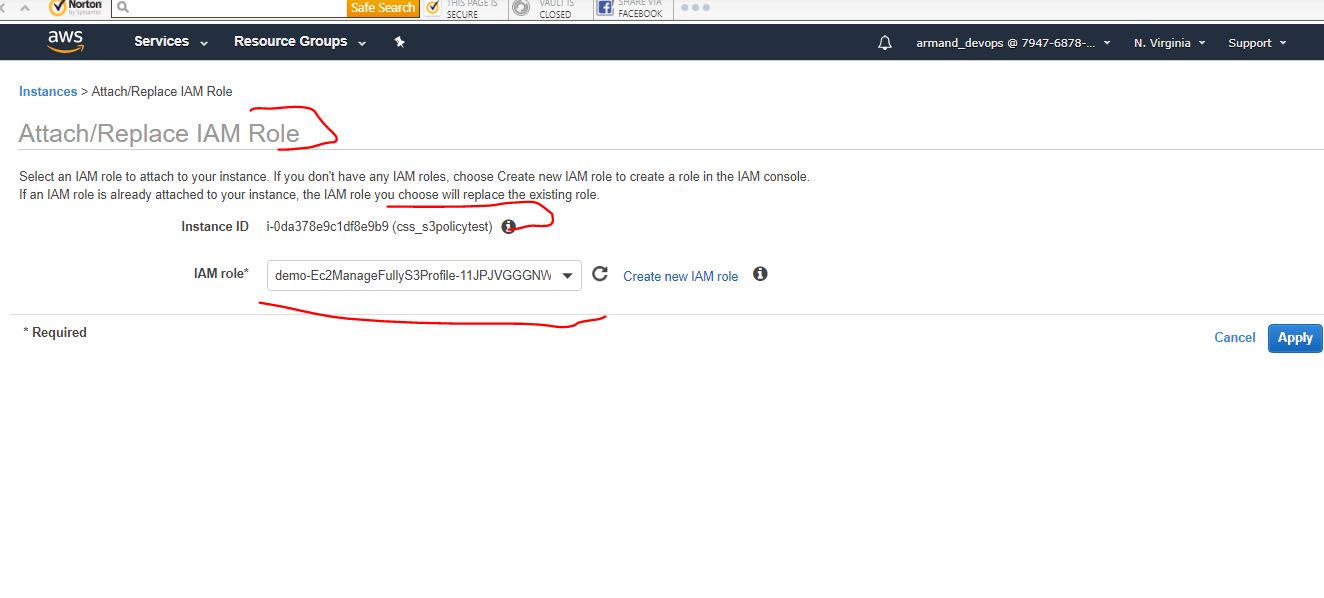 Norton
by Symantec
Safe Search
THIS PAGE IS
SECURE
VAULT IS
CLOSED
SHARE VIA
FACEBOOK
aws Services Resource Groups armand_devops @ 7947-6878-... N. Virginia Support
Instances > Attach/Replace IAM Role
Attach/Replace IAM Role
Select an IAM role to attach to your instance. If you don't have any IAM roles, choose Create new IAM role to create a role in the IAM console.
If an IAM role is already attached to your instance, the IAM role you choose will replace the existing role.
Instance ID i-0da378e9c1df8e9b9 (css_s3policytest)
IAM role* demo-Ec2ManageFullyS3Profile-11JPJVGGGNW Create new IAM role
* Required
Cancel Apply